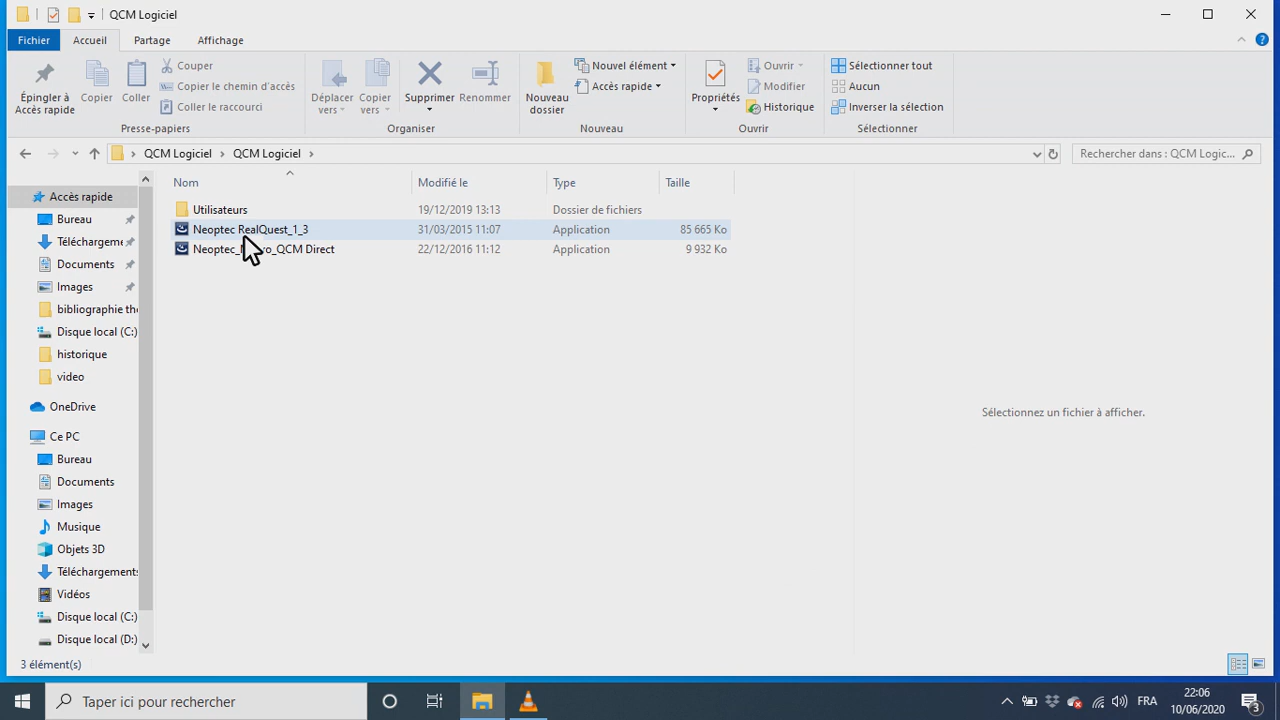 QCM Logiciel
Fichier
Accueil
Partage
Affichage
Épingler à
Accès rapide
Copier
Coller
Couper
Copier le chemin d'accès
Coller le raccourci
Presse-papiers
Déplacer
vers
Copier
vers
Supprimer
Renommer
Organiser
Nouveau
dossier
Nouvel élément
Accès rapide
Nouveau
Propriétés
Ouvrir
Modifier
Historique
Ouvrir
Sélectionner tout
Aucun
Inverser la sélection
Sélectionner
QCM Logiciel
QCM Logiciel
Rechercher dans : QCM Logic...
Nom
Modifié le
Type
Taille
Utilisateurs 19/12/2019 13:13 Dossier de fichiers
Neoptec RealQuest_1_3 31/03/2015 11:07 Application 85 665 Ko
22/12/2016 11:12 Application 9 932 Ko
Accès rapide
Bureau
Téléchargeme
Documents
Images
bibliographie the
Disque local (C:)
historique
video
OneDrive
Ce PC
Bureau
Documents
Images
Musique
Objets 3D
Téléchargements
Vidéos
Disque local (C:)
Disque local (D:)
Sélectionnez un fichier à afficher.
3 élément(s)
Taper ici pour rechercher
FRA
22:06
10/06/2020
3